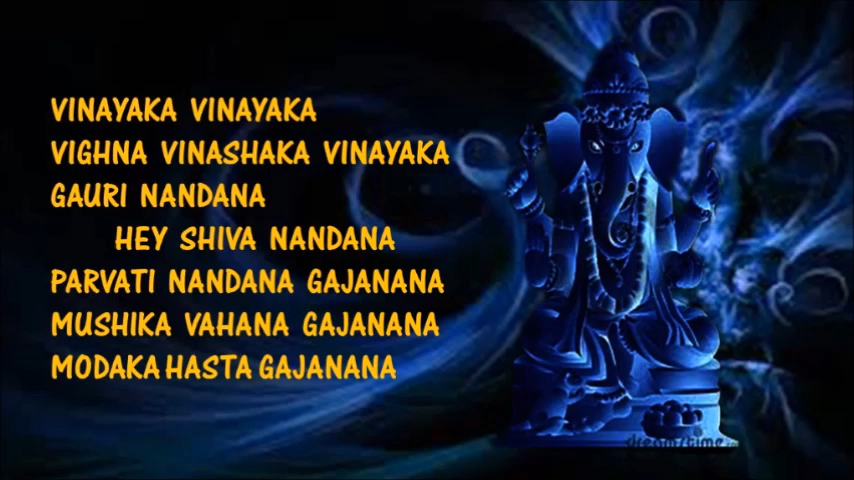 VINAYAKA VINAYAKA
VIGHNA VINASHAKA VINAYAKA
GAURI NANDANA
HEY SHIVA NANDANA
PARVATI NANDANA GAJANANA
MUSHIKA VAHANA GAJANANA
MODAKA HASTA GAJANANA
dreamstime